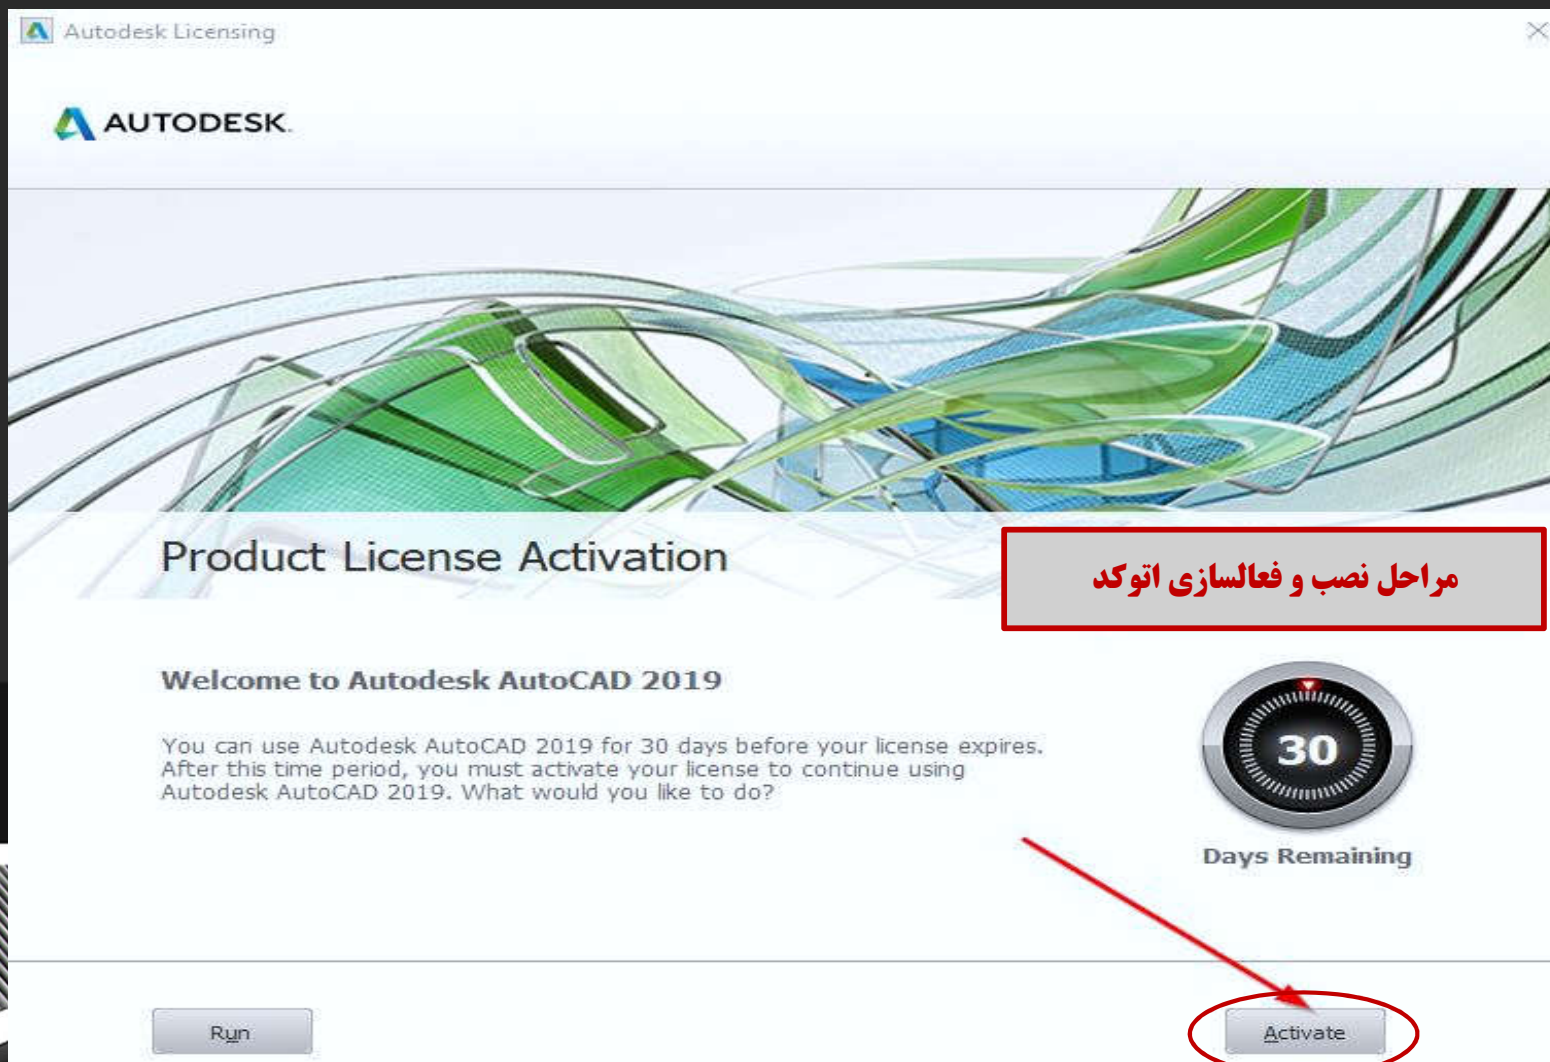 Autodesk Licensing
AUTODESK.
Product License Activation
مراحل نصب و فعالسازی اتوکد
Welcome to Autodesk AutoCAD 2019
You can use Autodesk AutoCAD 2019 for 30 days before your license expires.
After this time period, you must activate your license to continue using
Autodesk AutoCAD 2019. What would you like to do?
30
Days Remaining
Run
Activate